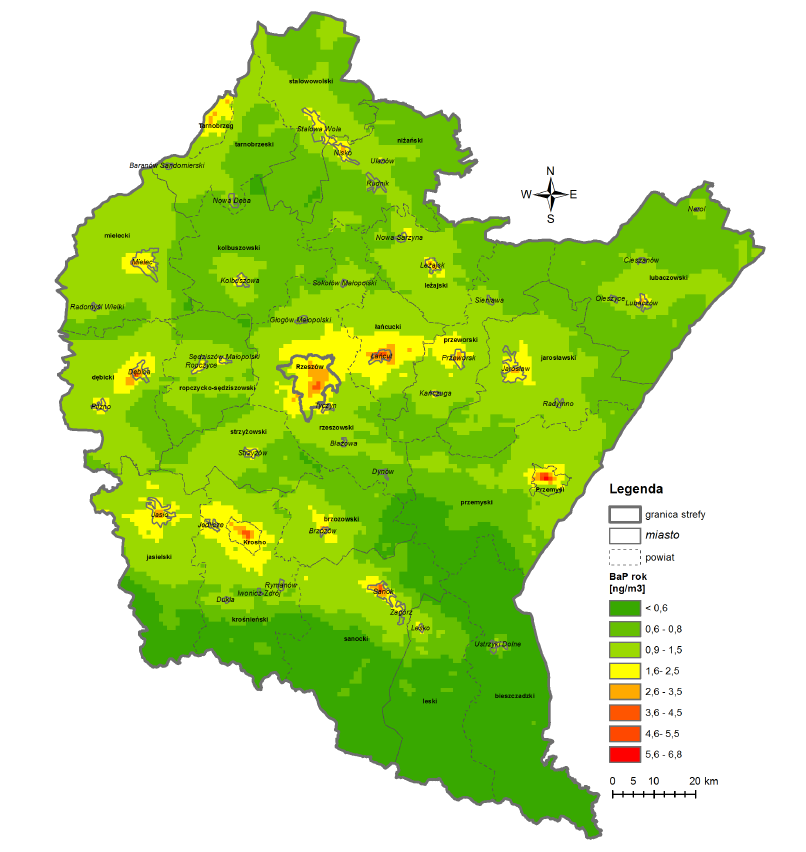 stalowowolski
Tarnobrzeg
Stalowa Wola
tarnobrzeski
niżański
Nisko
Ulanów
Baranów Sandomierski
Rudnik
N
W
E
S
Nowa Dęba
Narol
mielecki
Nowa Sarzyna
kolbuszowski
Mielec
Leżajsk
Cieszanów
lubaczowski
Kolbuszowa
Sokołów Małopolski
leżajski
Sieniawa
Oleszyce
Lubaczów
Radomyśl Wielki
Głogów Małopolski
łańcucki
przeworski
Sędziszów Małopolski
Ropczyce
Rzeszów
Łańcut
Przeworsk
jarosławski
Jarosław
dębicki
Dębica
ropczycko-sędziszowski
Kańczuga
Pilzno
Tyczyn
Radymno
strzyżowski
rzeszowski
Błażowa
Strzyżów
Dynów
Przemyśl
przemyski
Jasło
Jedlicze
brzozowski
Brzozów
Krosno
jasielski
Rymanów
Iwonicz-Zdrój
Dukla
Sanok
Zagórz
krośnieński
Lesko
sanocki
Ustrzyki Dolne
leski
bieszczadzki
Legenda
granica strefy
miasto
powiat
BaP rok
[ng/m3]
< 0,6
0,6 - 0,8
0,9 - 1,5
1,6- 2,5
2,6 - 3,5
3,6 - 4,5
4,6- 5,5
5,6 - 6,8
0 5 10 20 km